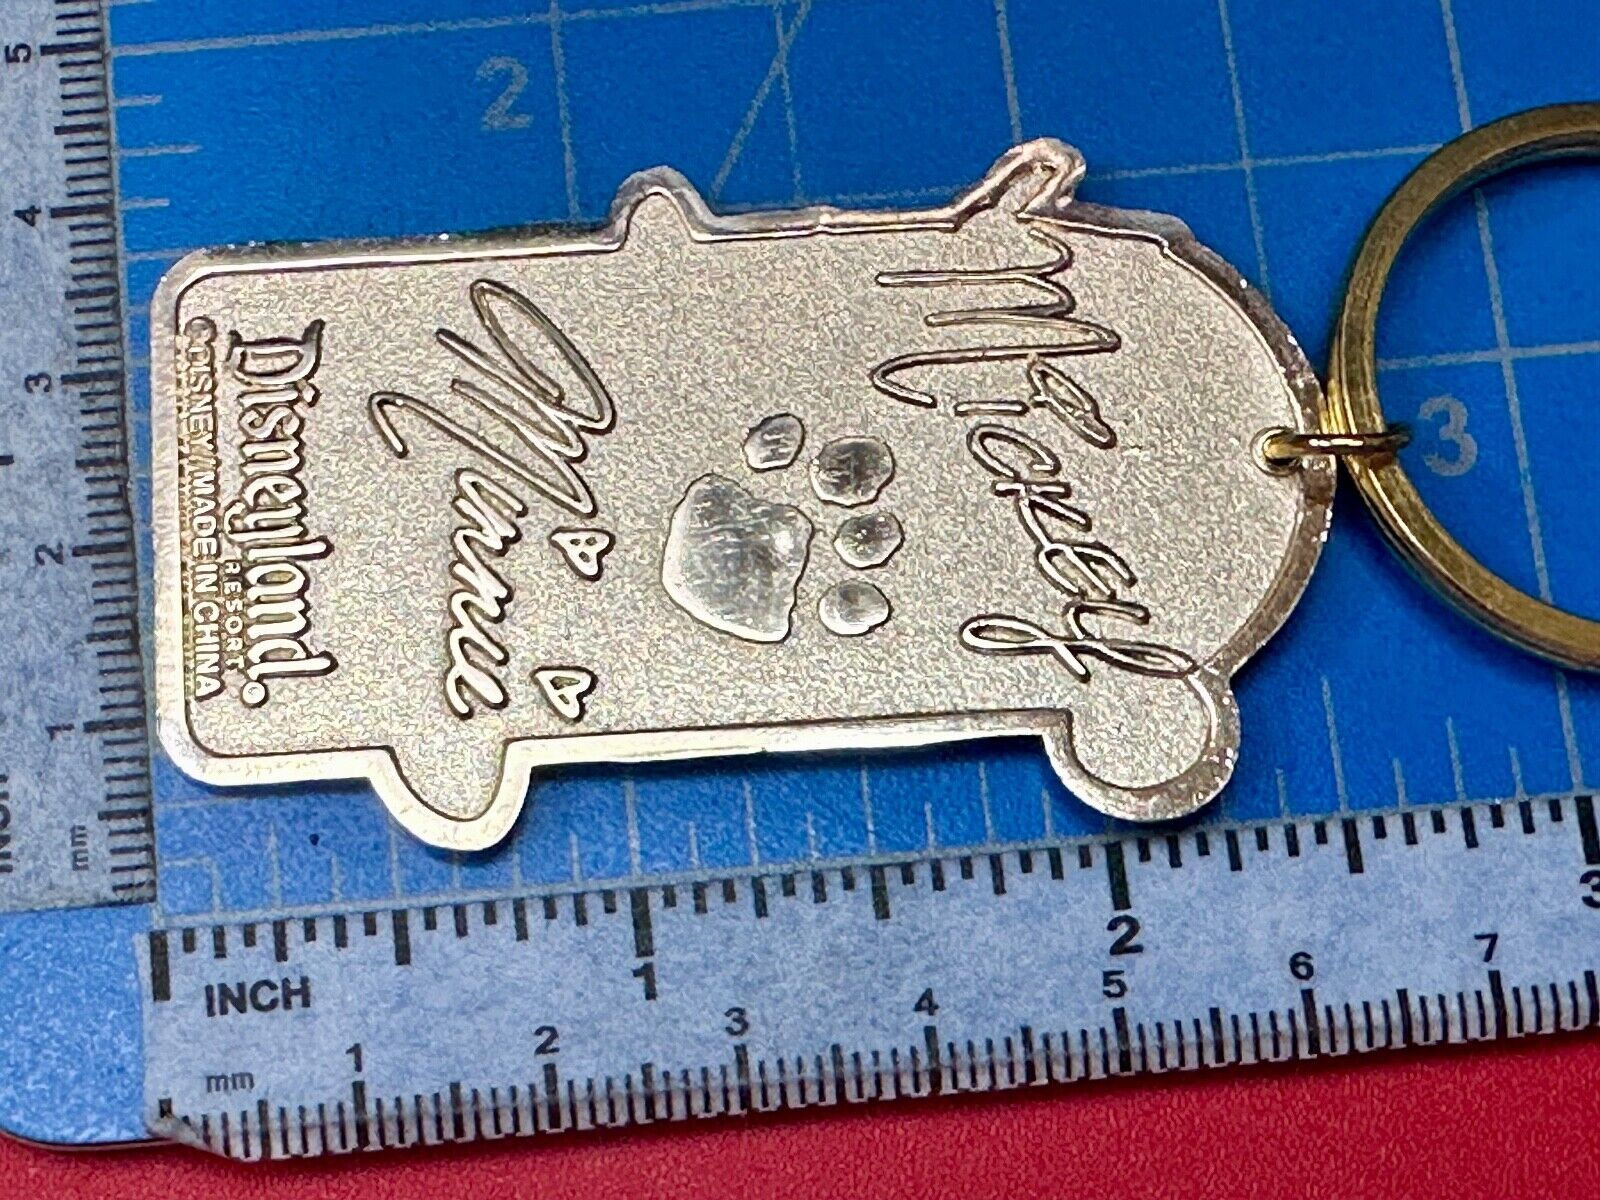 Mickey
Minnie
Disneyland®
RESORT
©DISNEY//MADE IN CHINA
2
3
5
4
3
2
1
mm
INCH
1
2
3
INCH
1
2
3
4
5
6
7
mm